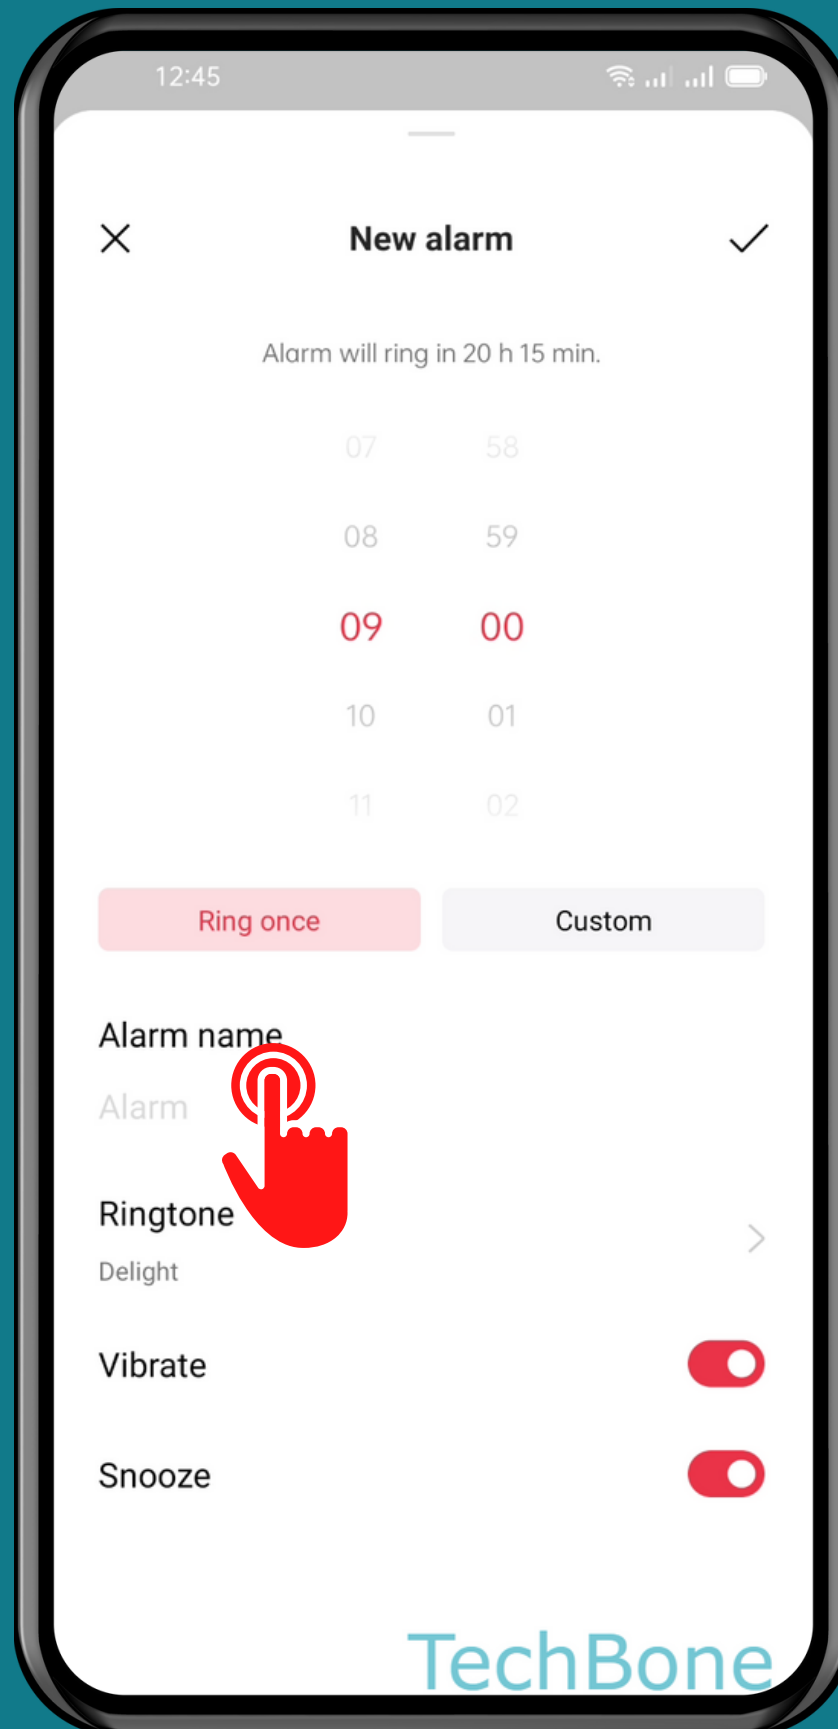 12:45
New alarm
Alarm will ring in 20 h 15 min.
07 58
08 59
09 00
10 01
11 02
Ring once Custom
Alarm name
Alarm
Ringtone
Delight
Vibrate
Snooze
TechBone